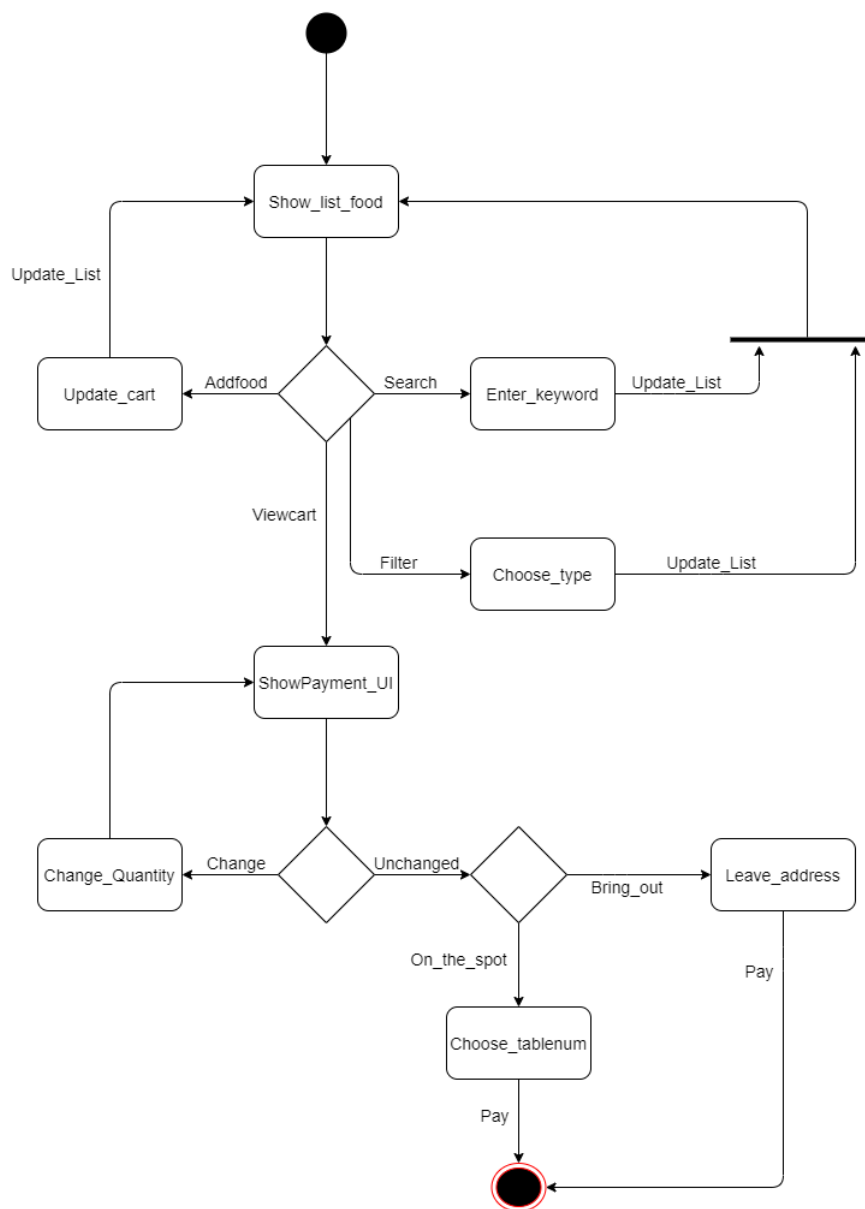 Show_list_food
Update_List
Update_cart
Addfood
Search
Enter_keyword
Update_List
Viewcart
Filter
Choose_type
Update_List
ShowPayment_UI
Change_Quantity
Change
Unchanged
Bring_out
Leave_address
On_the_spot
Pay
Choose_tablenum
Pay